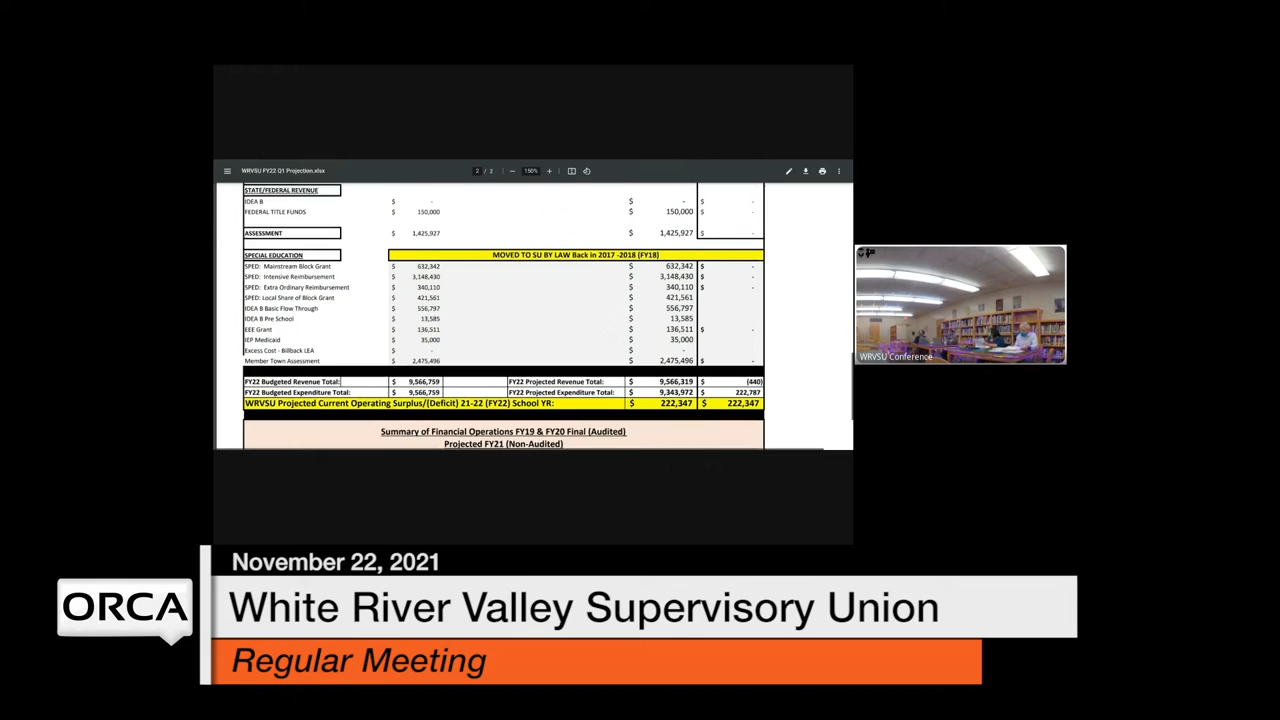 WRVSU FY22 Q1 Projection.xlsx 2 / 2 150%
STATE/FEDERAL REVENUE
IDEA B $ - $ - $ -
FEDERAL TITLE FUNDS $ 150,000 $ 150,000 $ -
ASSESSMENT $ 1,425,927 $ 1,425,927 $ -
SPECIAL EDUCATION MOVED TO SU BY LAW Back in 2017 -2018 (FY18)
SPED: Mainstream Block Grant $ 632,342 $ 632,342 $ -
SPED: Intensive Reimbursement $ 3,148,430 $ 3,148,430 $ -
SPED: Extra Ordinary Reimbursement $ 340,110 $ 340,110 $ -
SPED: Local Share of Block Grant $ 421,561 $ 421,561
IDEA B Basic Flow Through $ 556,797 $ 556,797
IDEA B Pre School $ 13,585 $ 13,585
EEE Grant $ 136,511 $ 136,511 $ -
IEP Medicaid $ 35,000 $ 35,000
Excess Cost - Billback LEA $ - $ -
Member Town Assessment $ 2,475,496 $ 2,475,496 $ -
FY22 Budgeted Revenue Total: $ 9,566,759 FY22 Projected Revenue Total: $ 9,566,319 $ (440)
FY22 Budgeted Expenditure Total: $ 9,566,759 FY22 Projected Expenditure Total: $ 9,343,972 $ 222,787
WRVSU Projected Current Operating Surplus/(Deficit) 21-22 (FY22) School YR: $ 222,347 $ 222,347
Summary of Financial Operations FY19 & FY20 Final (Audited)
Projected FY21 (Non-Audited)
WRVSU Conference
November 22, 2021
ORCA
White River Valley Supervisory Union
Regular Meeting